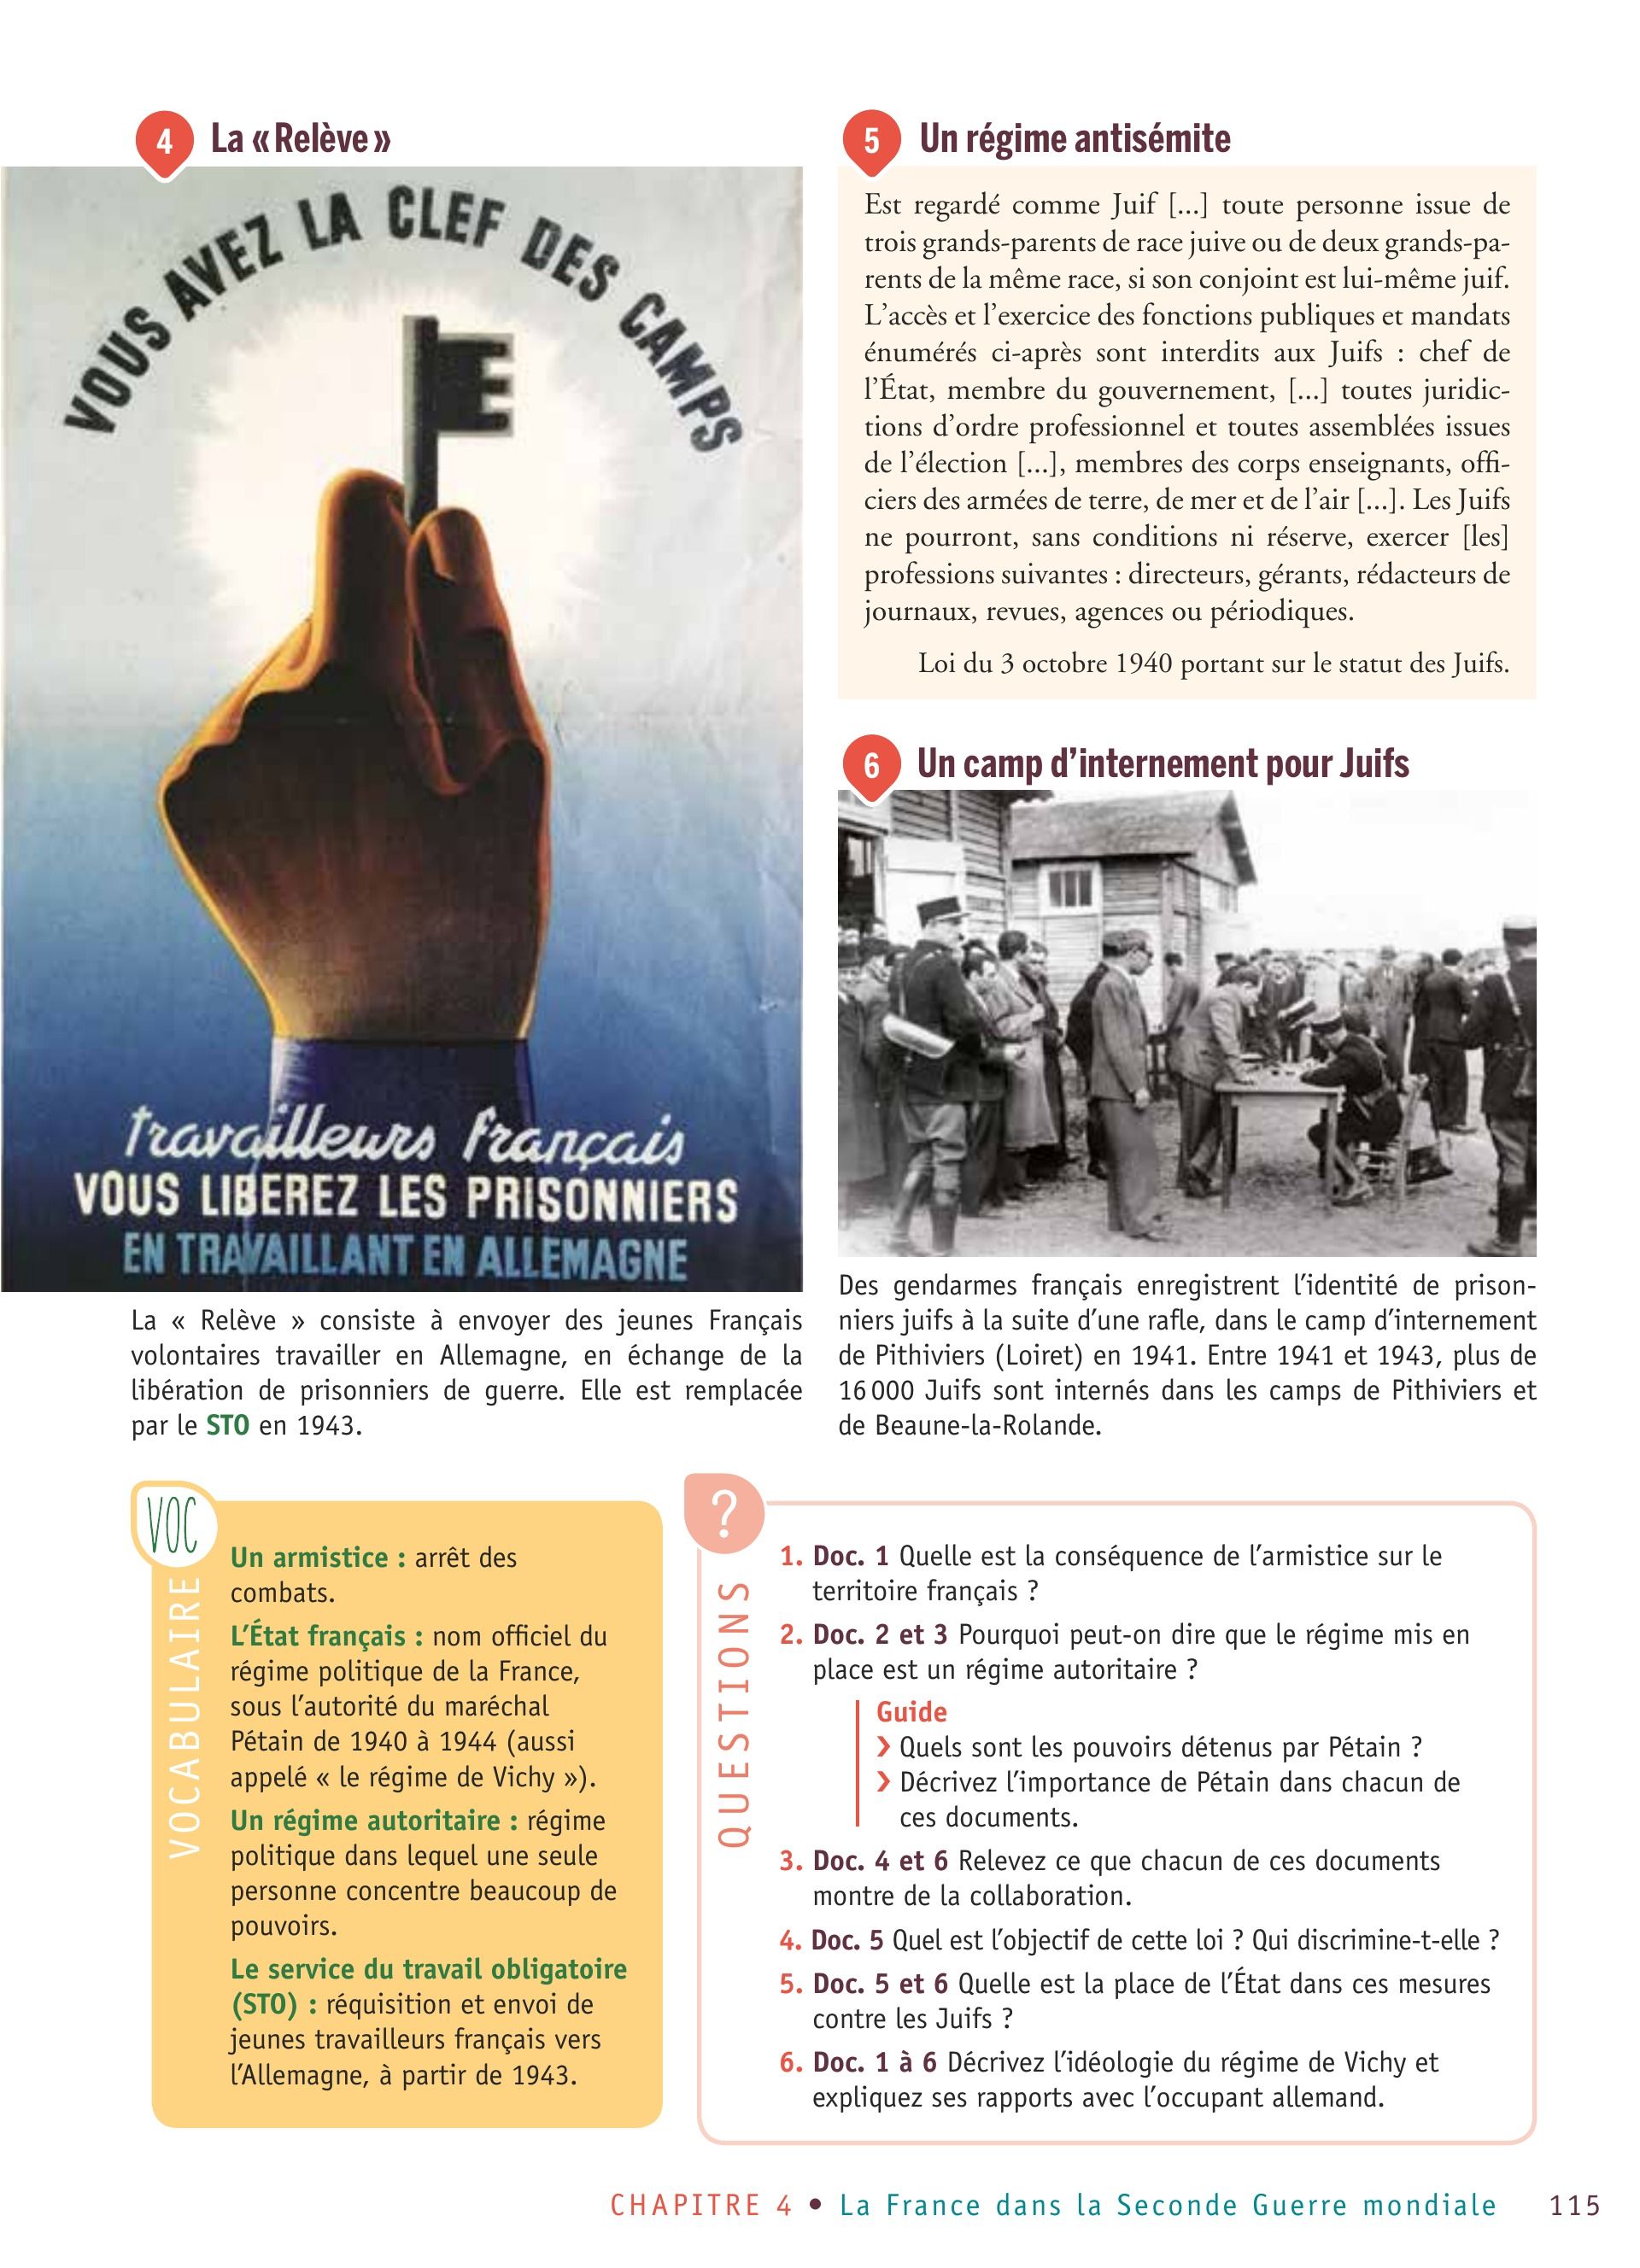 4 La « Relève »
VOUS AVEZ LA CLEF DES CAMPS
travailleurs français
VOUS LIBEREZ LES PRISONNIERS
EN TRAVAILLANT EN ALLEMAGNE
La « Relève » consiste à envoyer des jeunes Français
volontaires travailler en Allemagne, en échange de la
libération de prisonniers de guerre. Elle est remplacée
par le STO en 1943.
5 Un régime antisémite
Est regardé comme Juif [...] toute personne issue de
trois grands-parents de race juive ou de deux grands-pa-
rents de la même race, si son conjoint est lui-même juif.
L'accès et l'exercice des fonctions publiques et mandats
énumérés ci-après sont interdits aux Juifs : chef de
l'État, membre du gouvernement, [...] toutes juridic-
tions d'ordre professionnel et toutes assemblées issues
de l'élection [...], membres des corps enseignants, offi-
ciers des armées de terre, de mer et de l'air [...]. Les Juifs
ne pourront, sans conditions ni réserve, exercer [les]
professions suivantes : directeurs, gérants, rédacteurs de
journaux, revues, agences ou périodiques.
Loi du 3 octobre 1940 portant sur le statut des Juifs.
6 Un camp d'internement pour Juifs
Des gendarmes français enregistrent l'identité de prison-
niers juifs à la suite d'une rafle, dans le camp d'internement
de Pithiviers (Loiret) en 1941. Entre 1941 et 1943, plus de
16 000 Juifs sont internés dans les camps de Pithiviers et
de Beaune-la-Rolande.
VOC
VOCABULAIRE
Un armistice : arrêt des
combats.
L'État français : nom officiel du
régime politique de la France,
sous l'autorité du maréchal
Pétain de 1940 à 1944 (aussi
appelé « le régime de Vichy »).
Un régime autoritaire : régime
politique dans lequel une seule
personne concentre beaucoup de
pouvoirs.
Le service du travail obligatoire
(STO) : réquisition et envoi de
jeunes travailleurs français vers
l'Allemagne, à partir de 1943.
?
QUESTIONS
1. Doc. 1 Quelle est la conséquence de l'armistice sur le
territoire français ?
2. Doc. 2 et 3 Pourquoi peut-on dire que le régime mis en
place est un régime autoritaire ?
Guide
› Quels sont les pouvoirs détenus par Pétain ?
› Décrivez l'importance de Pétain dans chacun de
ces documents.
3. Doc. 4 et 6 Relevez ce que chacun de ces documents
montre de la collaboration.
4. Doc. 5 Quel est l'objectif de cette loi ? Qui discrimine-t-elle ?
5. Doc. 5 et 6 Quelle est la place de l'État dans ces mesures
contre les Juifs ?
6. Doc. 1 à 6 Décrivez l'idéologie du régime de Vichy et
expliquez ses rapports avec l'occupant allemand.
CHAPITRE 4 • La France dans la Seconde Guerre mondiale 115